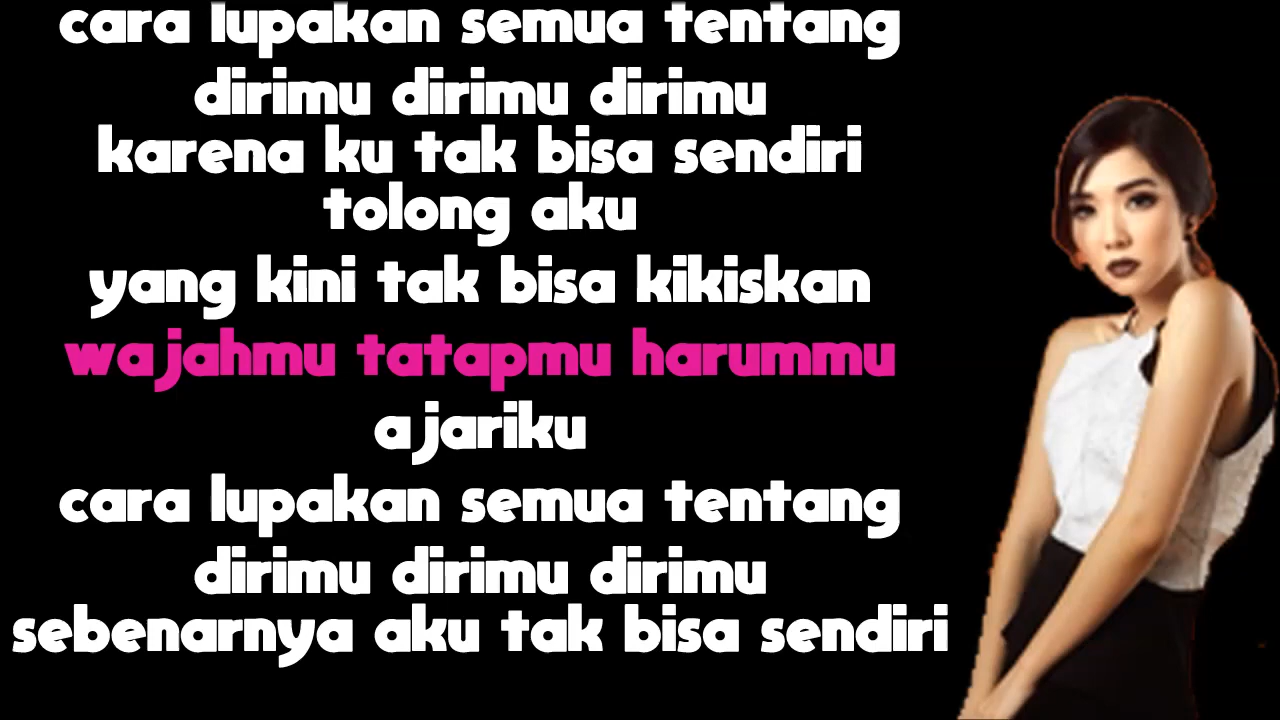 cara lupakan semua tentang
dirimu dirimu dirimu
karena ku tak bisa sendiri
tolong aku
yang kini tak bisa kikiskan
wajahmu tatapmu harummu
ajariku
cara lupakan semua tentang
dirimu dirimu dirimu
sebenarnya aku tak bisa sendiri